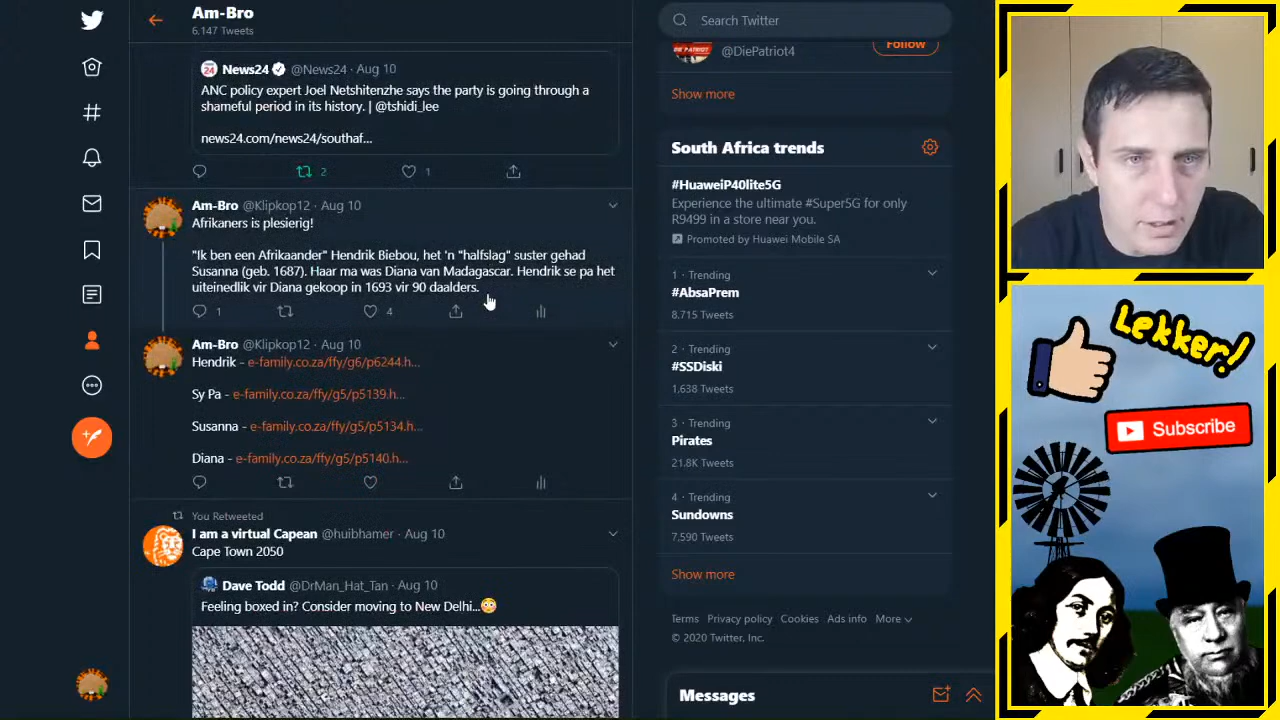 Am-Bro
6,147 Tweets
News24 @News24 · Aug 10
ANC policy expert Joel Netshitenzhe says the party is going through a
shameful period in its history. | @tshidi_lee
news24.com/news24/southaf...
2
1
Am-Bro @Klipkop12 · Aug 10
Afrikaners is plesierig!
"Ik ben een Afrikaander" Hendrik Biebou, het 'n "halfslag" suster gehad
Susanna (geb. 1687). Haar ma was Diana van Madagascar. Hendrik se pa het
uiteinedlik vir Diana gekoop in 1693 vir 90 daalders.
1
4
Am-Bro @Klipkop12 · Aug 10
Hendrik - e-family.co.za/ffy/g6/p6244.h...
Sy Pa - e-family.co.za/ffy/g5/p5139.h...
Susanna - e-family.co.za/ffy/g5/p5134.h...
Diana - e-family.co.za/ffy/g5/p5140.h...
You Retweeted
I am a virtual Capean @huibhamer · Aug 10
Cape Town 2050
Dave Todd @DrMan_Hat_Tan · Aug 10
Feeling boxed in? Consider moving to New Delhi...
Search Twitter
DIE PATRIOT
@DiePatriot4
Follow
Show more
South Africa trends
#HuaweiP40lite5G
Experience the ultimate #Super5G for only
R9499 in a store near you.
Promoted by Huawei Mobile SA
1 · Trending
#AbsaPrem
8,715 Tweets
2 · Trending
#SSDiski
1,638 Tweets
3 · Trending
Pirates
21.8K Tweets
4 · Trending
Sundowns
7,590 Tweets
Show more
Terms Privacy policy Cookies Ads info More
© 2020 Twitter, Inc.
Messages
Lekker!
Subscribe